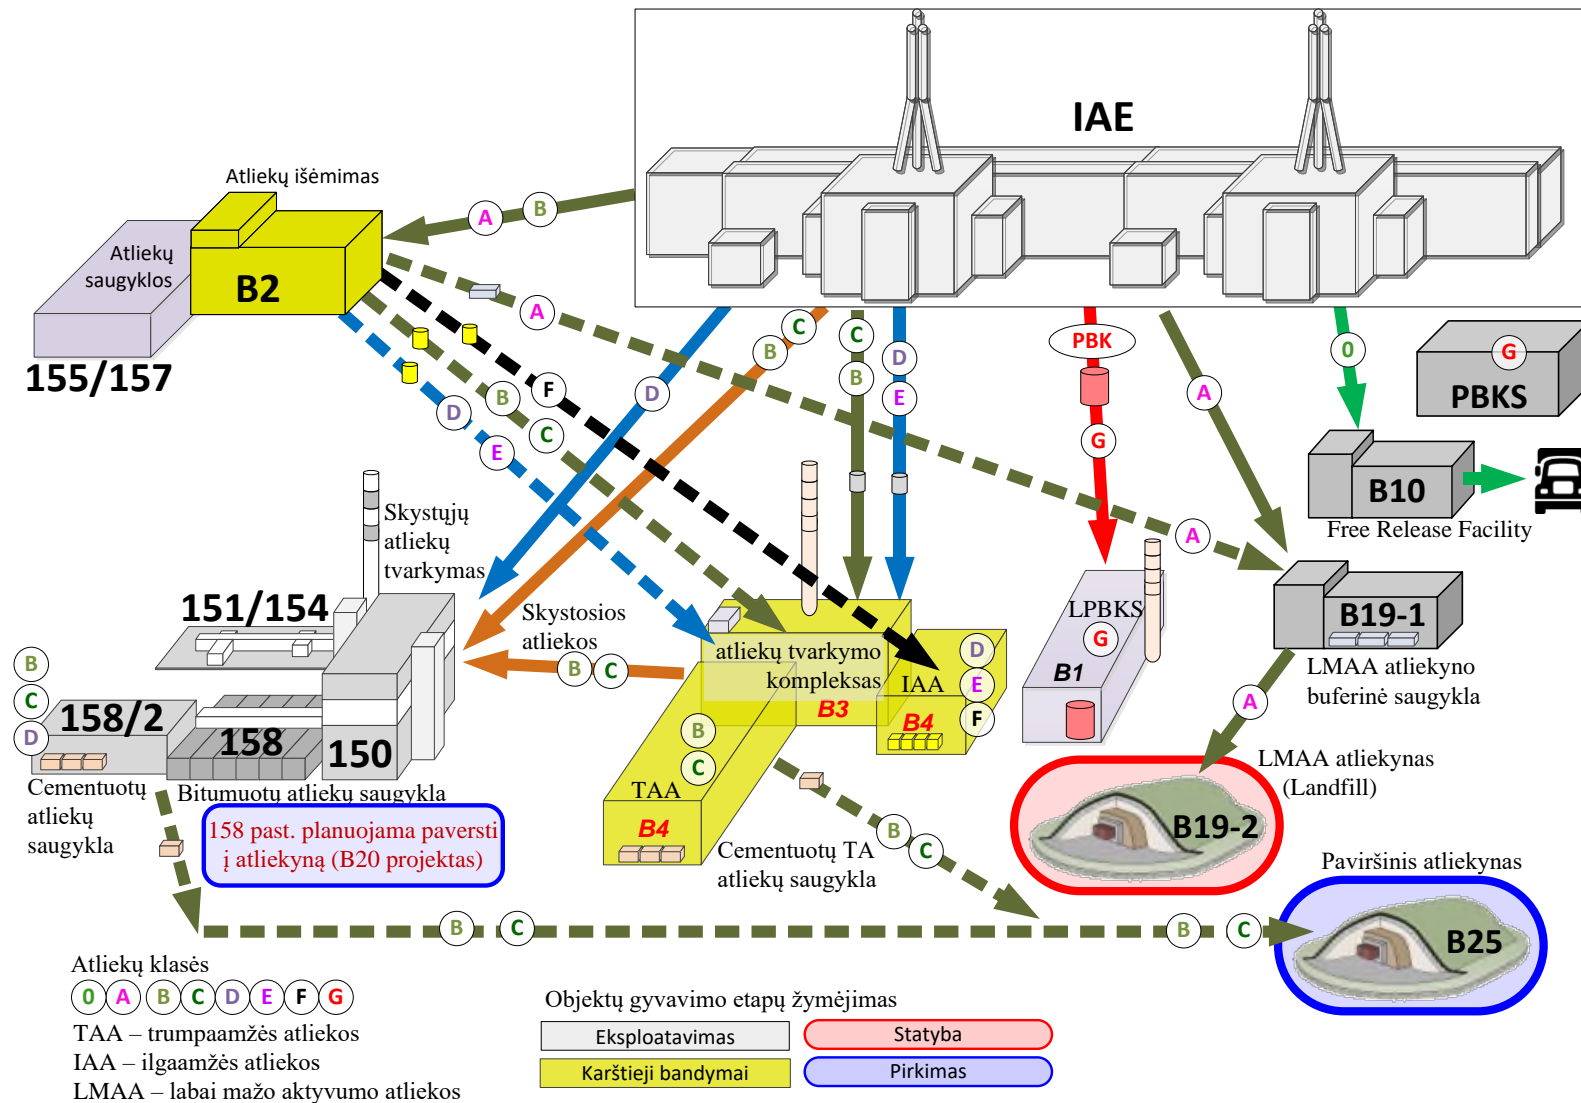 IAE
Atliekų išėmimas
A
B
Atliekų
saugyklos
B2
155/157
A
B
C
C
B
D
E
PBK
G
0
A
G
PBKS
D
F
B
C
D
E
A
B10
Free Release Facility
Skystųjų
atliekų
tvarkymas
151/154
Skystosios
atliekos
B
C
atliekų tvarkymo
kompleksas
B3
IAA
B4
D
E
F
LPBKS
G
B1
B19-1
LMAA atliekyno
buferinė saugykla
A
B
C
D
158/2
158
150
Cementuotų
atliekų
saugykla
Bitumuotų atliekų saugykla
158 past. planuojama paversti
į atliekyną (B20 projektas)
B
C
TAA
B4
Cementuotų TA
atliekų saugykla
B
C
LMAA atliekynas
(Landfill)
B19-2
Paviršinis atliekynas
B25
B
C
B
C
Atliekų klasės
0 A B C D E F G
TAA – trumpaamžės atliekos
IAA – ilgaamžės atliekos
LMAA – labai mažo aktyvumo atliekos
Objektų gyvavimo etapų žymėjimas
Eksploatavimas
Statyba
Karštieji bandymai
Pirkimas